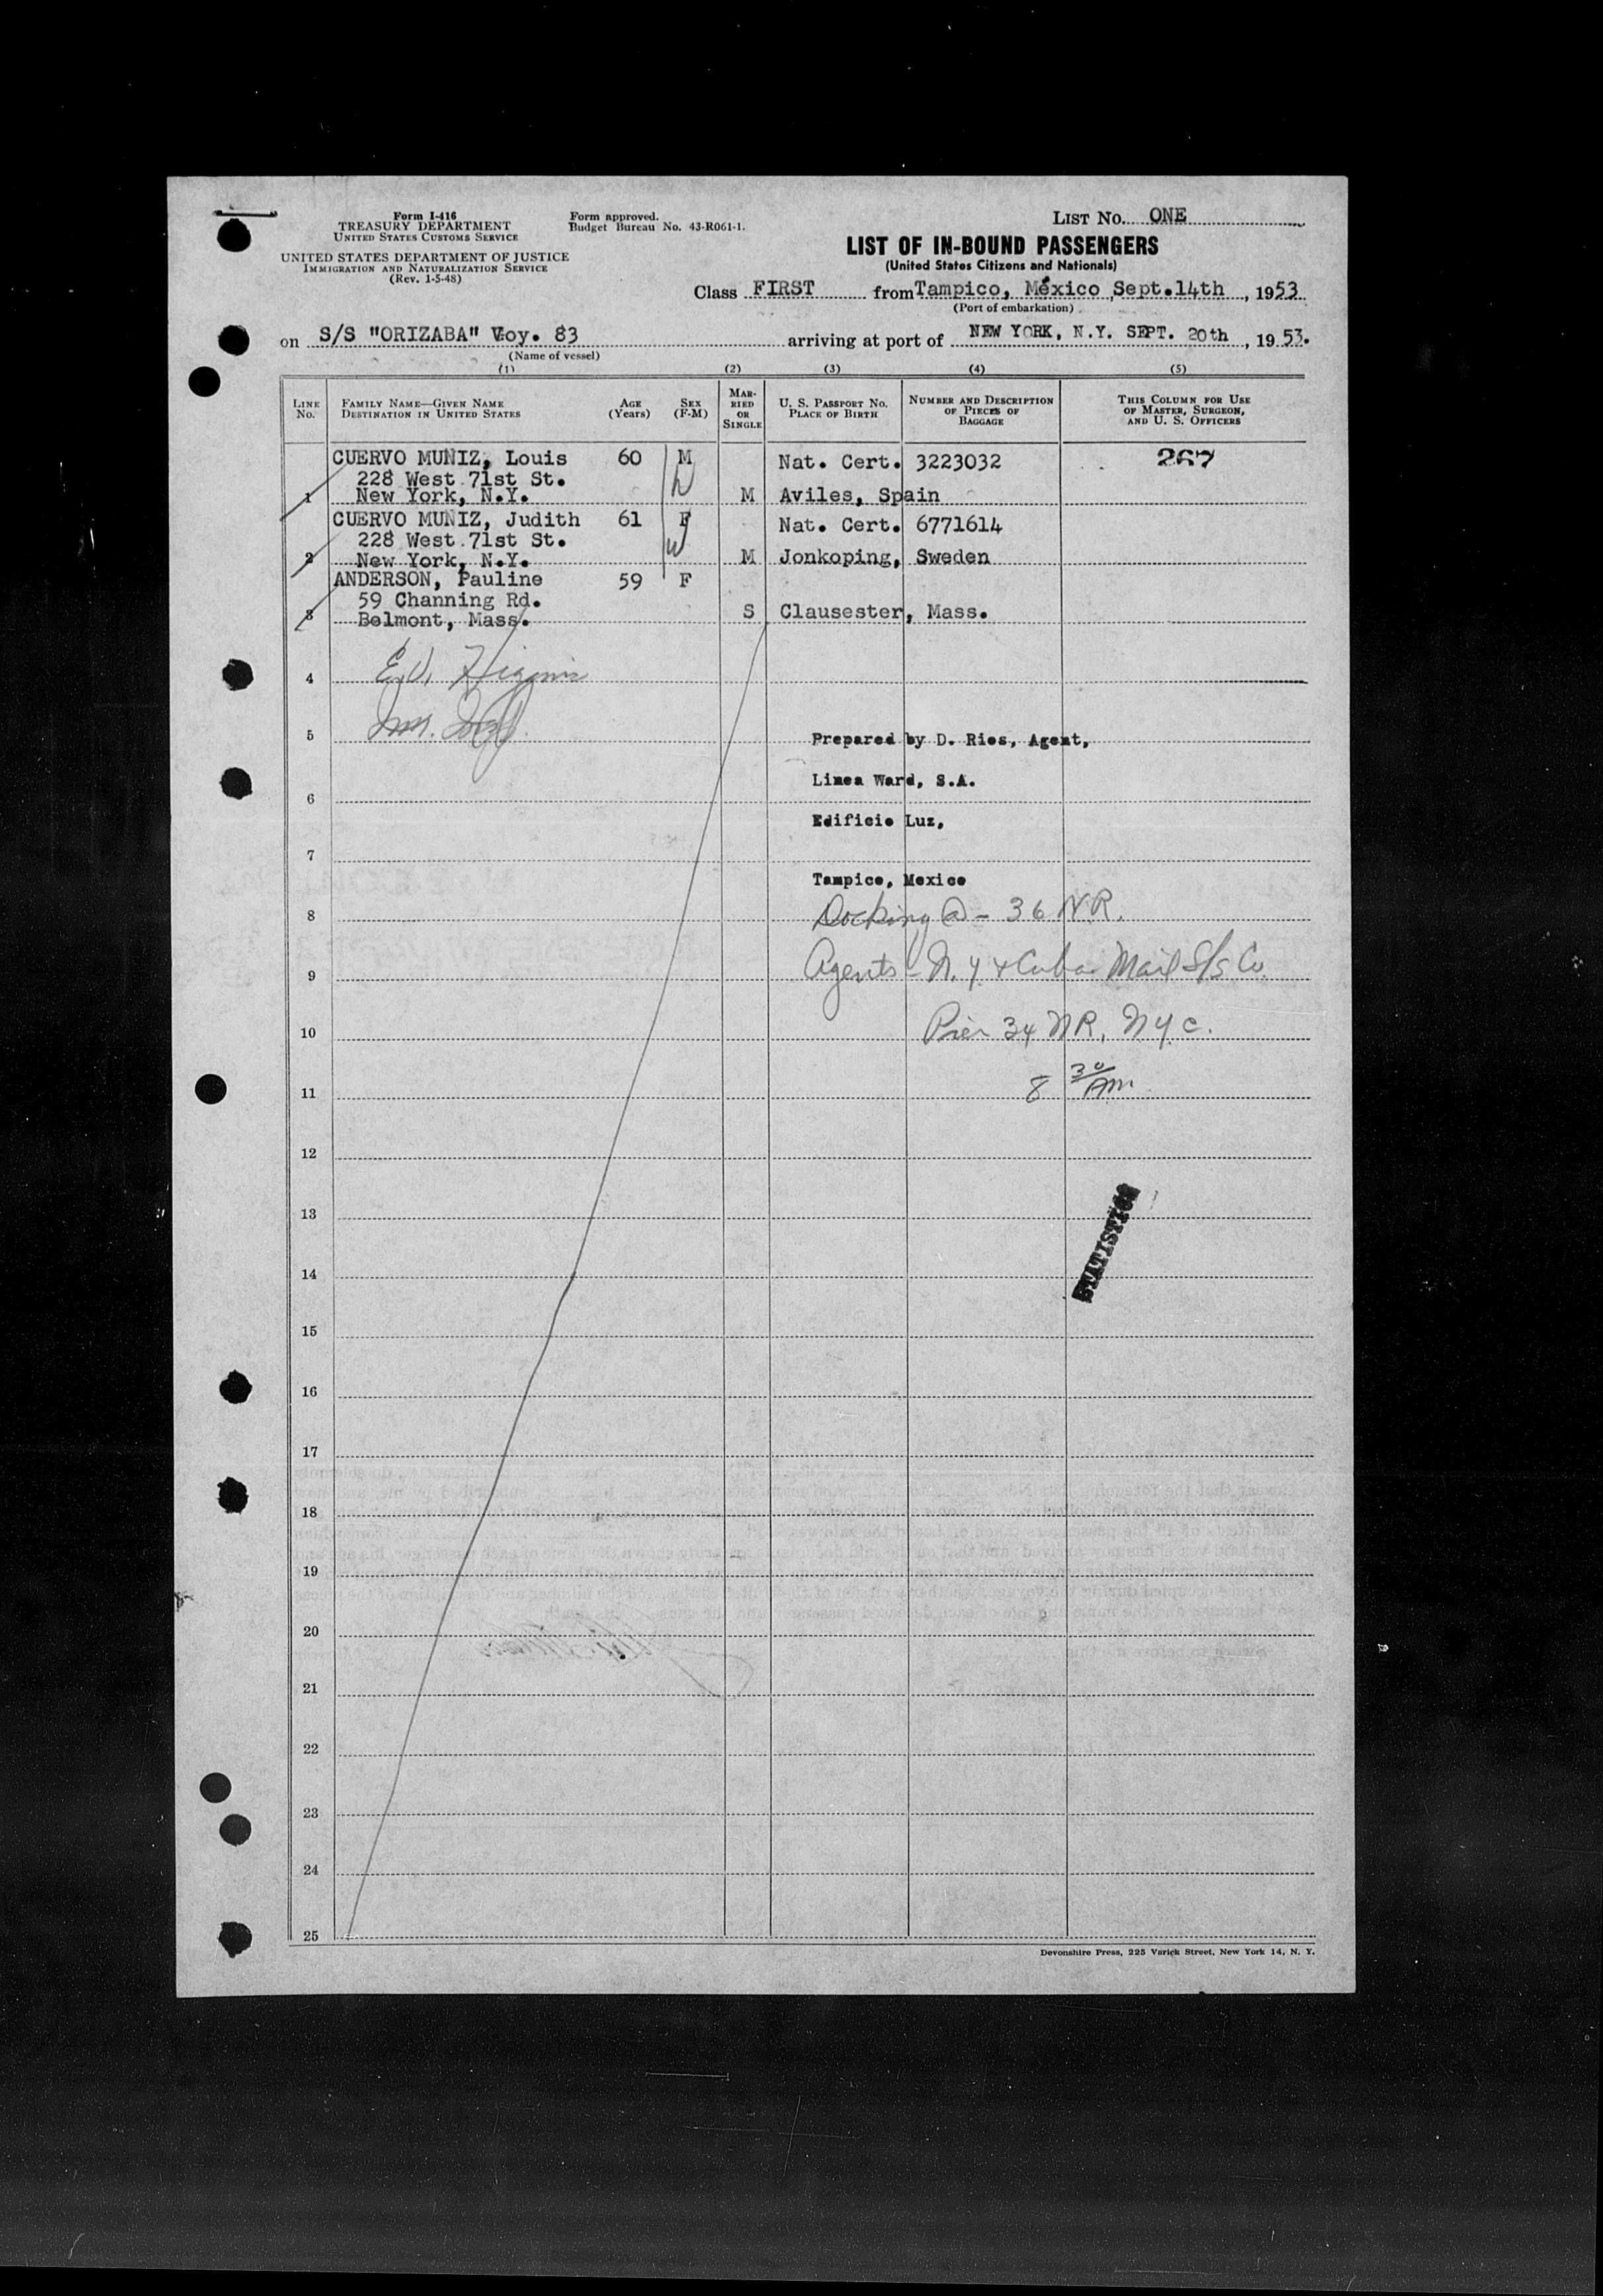 Form I-416
TREASURY DEPARTMENT
UNITED STATES CUSTOMS SERVICE
UNITED STATES DEPARTMENT OF JUSTICE
IMMIGRATION AND NATURALIZATION SERVICE
(Rev. 1-5-48)
Form approved.
Budget Bureau No. 43-R061-1.
LIST No. ONE
LIST OF IN-BOUND PASSENGERS
(United States Citizens and Nationals)
Class FIRST from Tampico, México, Sept.14th, 1953
(Port of embarkation)
on S/S "ORIZABA" Voy. 83 arriving at port of NEW YORK, N.Y. SEPT. 20th, 1953.
(Name of vessel)
(1) (2) (3) (4) (5)
LINE No. FAMILY NAME—GIVEN NAME DESTINATION IN UNITED STATES AGE (Years) SEX (F-M) MARRIED OR SINGLE U. S. PASSPORT No. PLACE OF BIRTH NUMBER AND DESCRIPTION OF PIECES OF BAGGAGE THIS COLUMN FOR USE OF MASTER, SURGEON, AND U. S. OFFICERS
CUERVO MUÑIZ, Louis 60 M Nat. Cert. 3223032 267
228 West 71st St. W
1 New York, N.Y. M Aviles, Spain
CUERVO MUÑIZ, Judith 61 F Nat. Cert. 6771614
228 West 71st St. W
2 New York, N.Y. M Jonkoping, Sweden
ANDERSON, Pauline 59 F
59 Channing Rd.
3 Belmont, Mass. S Clausester, Mass.
4 E.V. Higgins
5 Prepared by D. Rios, Agent,
Linea Ward, S.A.
6
Edificio Luz,
7
Tampico, Mexico
8 Docking @ - 36 N.R.
9 Agents - N.Y. & Cuba Mail S/S Co.
10 Pier 34 NR, NYC.
11 8 30 AM.
12
13
STATISTICS
14
15
16
17
18
19
20
21
22
23
24
25
Devonshire Press, 225 Varick Street, New York 14, N. Y.